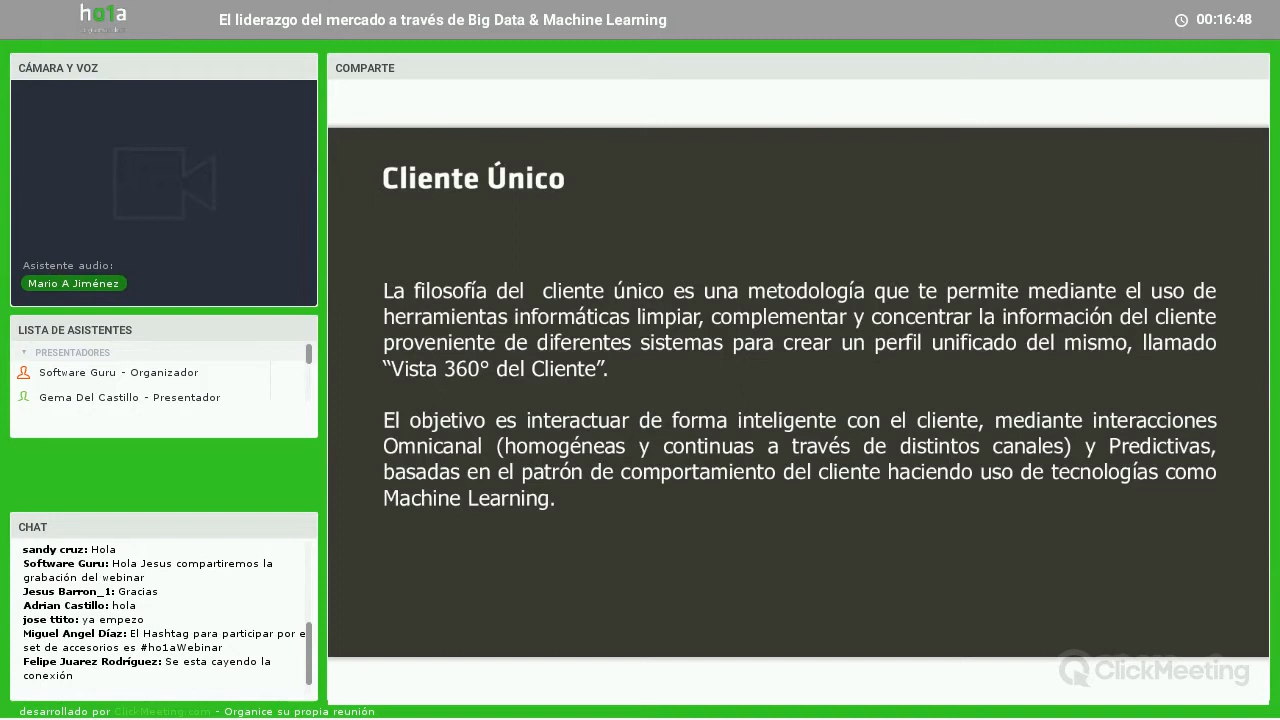 ho1a
El liderazgo del mercado a través de Big Data & Machine Learning
00:16:48
CÁMARA Y VOZ
Asistente audio:
Mario A Jiménez
LISTA DE ASISTENTES
PRESENTADORES
Software Guru - Organizador
Gema Del Castillo - Presentador
CHAT
sandy cruz: Hola
Software Guru: Hola Jesus compartiremos la
grabación del webinar
Jesus Barron_1: Gracias
Adrian Castillo: hola
jose ttito: ya empezo
Miguel Angel Díaz: El Hashtag para participar por e
set de accesorios es #ho1aWebinar
Felipe Juarez Rodríguez: Se esta cayendo la
conexión
COMPARTE
Cliente Único
La filosofía del cliente único es una metodología que te permite mediante el uso de
herramientas informáticas limpiar, complementar y concentrar la información del cliente
proveniente de diferentes sistemas para crear un perfil unificado del mismo, llamado
“Vista 360° del Cliente”.
El objetivo es interactuar de forma inteligente con el cliente, mediante interacciones
Omnicanal (homogéneas y continuas a través de distintos canales) y Predictivas,
basadas en el patrón de comportamiento del cliente haciendo uso de tecnologías como
Machine Learning.
ClickMeeting
desarrollado por ClickMeeting.com - Organice su propia reunión